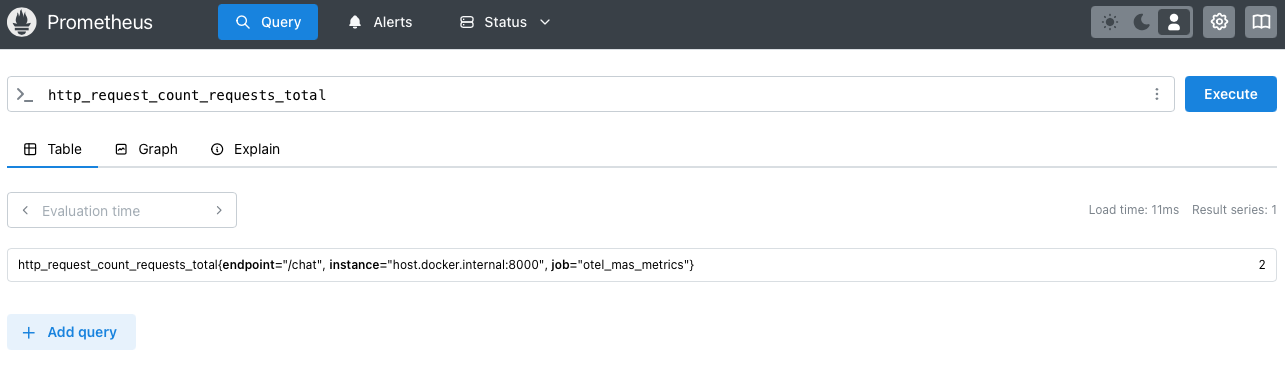 Prometheus Query Alerts Status
http_request_count_requests_total Execute
Table Graph Explain
Evaluation time Load time: 11ms Result series: 1
http_request_count_requests_total{endpoint="/chat", instance="host.docker.internal:8000", job="otel_mas_metrics"} 2
Add query